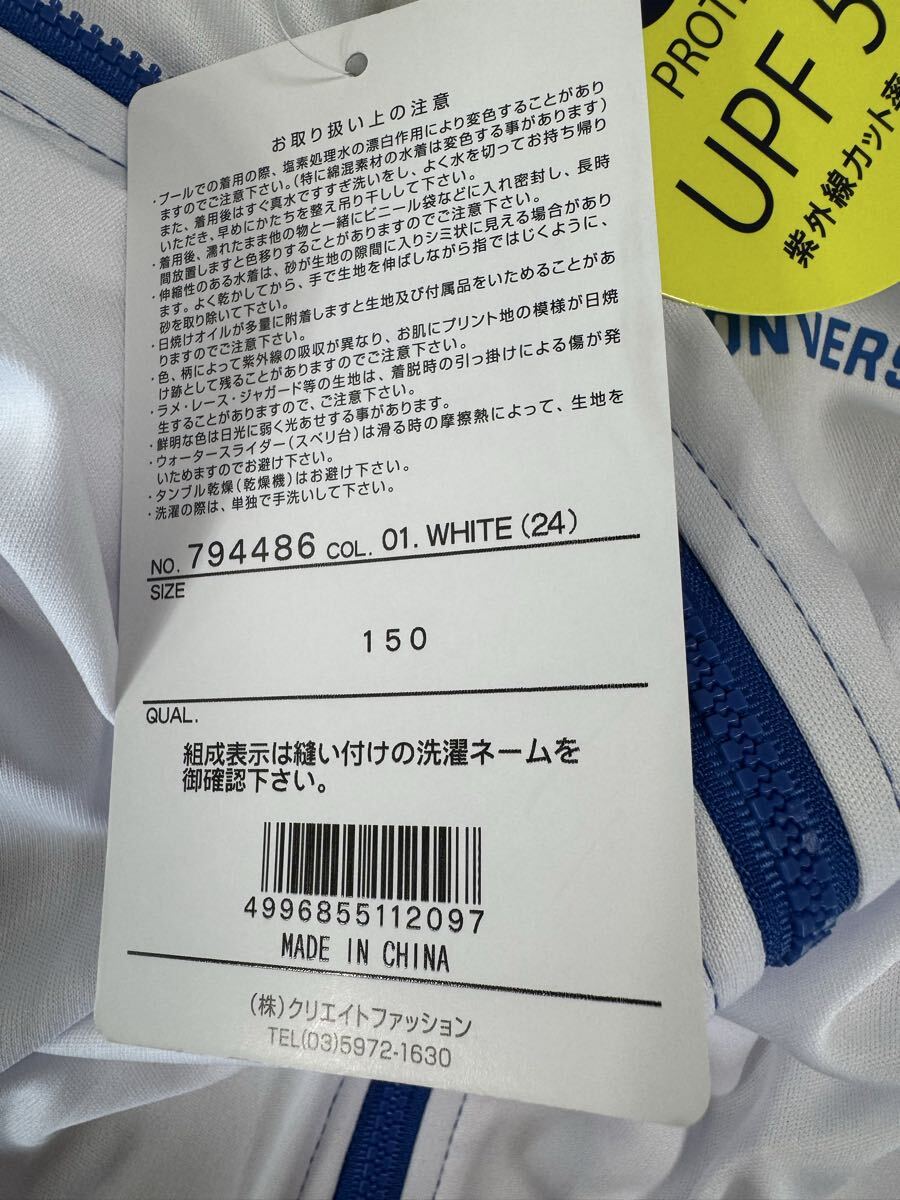 お取り扱い上の注意
・プールでの着用の際、塩素処理水の漂白作用により変色することがあり
ますのでご注意下さい。(特に綿混素材の水着は変色する事があります)
また、着用後はすぐ真水ですすぎ洗いをし、よく水を切ってお持ち帰り
いただき、早めにかたちを整え吊り干しして下さい。
・着用後、濡れたまま他の物と一緒にビニール袋などに入れ密封し、長時
間放置しますと色移りすることがありますのでご注意下さい。
・伸縮性のある水着は、砂が生地の隙間に入りシミ状に見える場合があり
ます。よく乾かしてから、手で生地を伸ばしながら指ではじくように、
砂を取り除いて下さい。
・日焼けオイルが多量に附着しますと生地及び付属品をいためることがあ
りますのでご注意下さい。
・色、柄によって紫外線の吸収が異なり、お肌にプリント地の模様が日焼
け跡として残ることがありますのでご注意下さい。
・ラメ・レース・ジャガード等の生地は、着脱時の引っ掛けによる傷が発
生することがありますので、ご注意下さい。
・鮮明な色は日光に弱く光あせする事があります。
・ウォータースライダー(スベリ台)は滑る時の摩擦熱によって、生地を
いためますのでお避け下さい。
・タンブル乾燥(乾燥機)はお避け下さい。
・洗濯の際は、単独で手洗いして下さい。
NO. 794486 COL. 01. WHITE (24)
SIZE
150
QUAL.
組成表示は縫い付けの洗濯ネームを
御確認下さい。
4996855112097
MADE IN CHINA
(株)クリエイトファッション
TEL(03)5972-1630
UPF 5
紫外線カット率